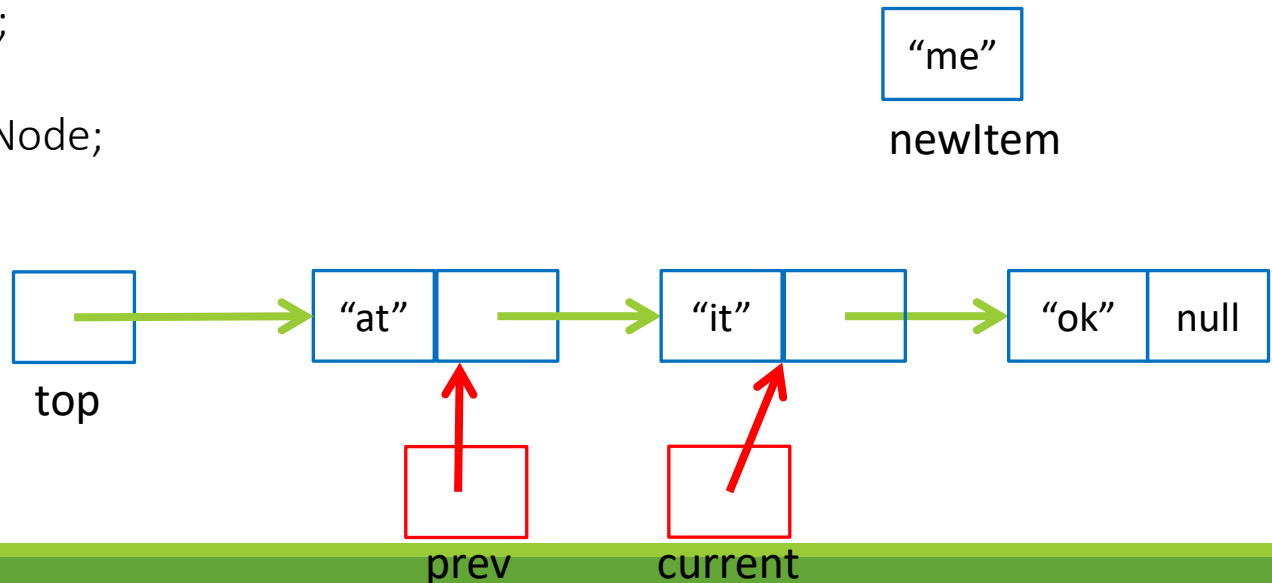 ;
“me”
Node;
newItem
“at”
“it”
“ok”
null
top
prev
current